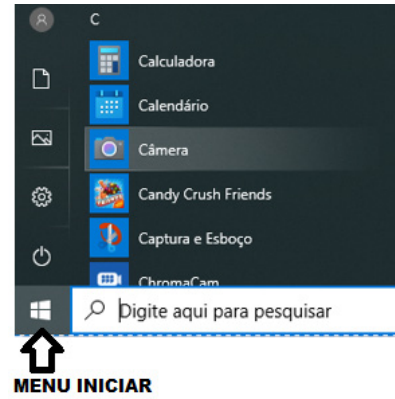 C
Calculadora
Calendário
Câmera
Candy Crush Friends
Captura e Esboço
ChromaCam
Digite aqui para pesquisar
MENU INICIAR